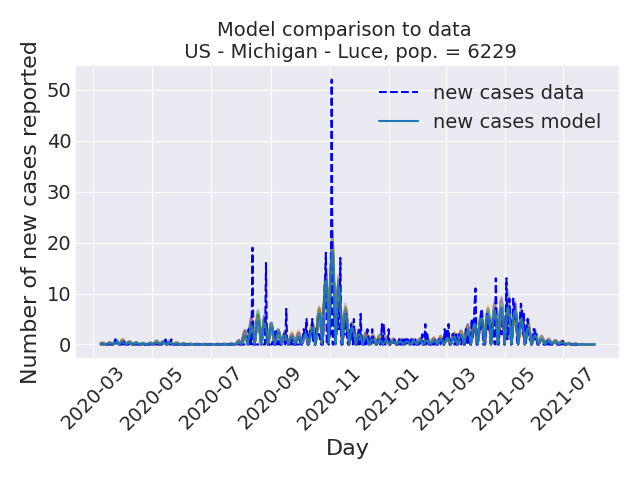 Model comparison to data
US - Michigan - Luce, pop. = 6229
Number of new cases reported
50
40
30
20
10
0
new cases data
new cases model
2020-03
2020-05
2020-07
2020-09
2020-11
2021-01
2021-03
2021-05
2021-07
Day